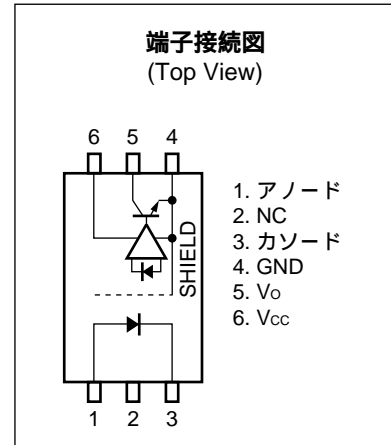 端子接続図
(Top View)
6 5 4
SHIELD
1 2 3
1. アノード
2. NC
3. カソード
4. GND
5. Vo
6. Vcc